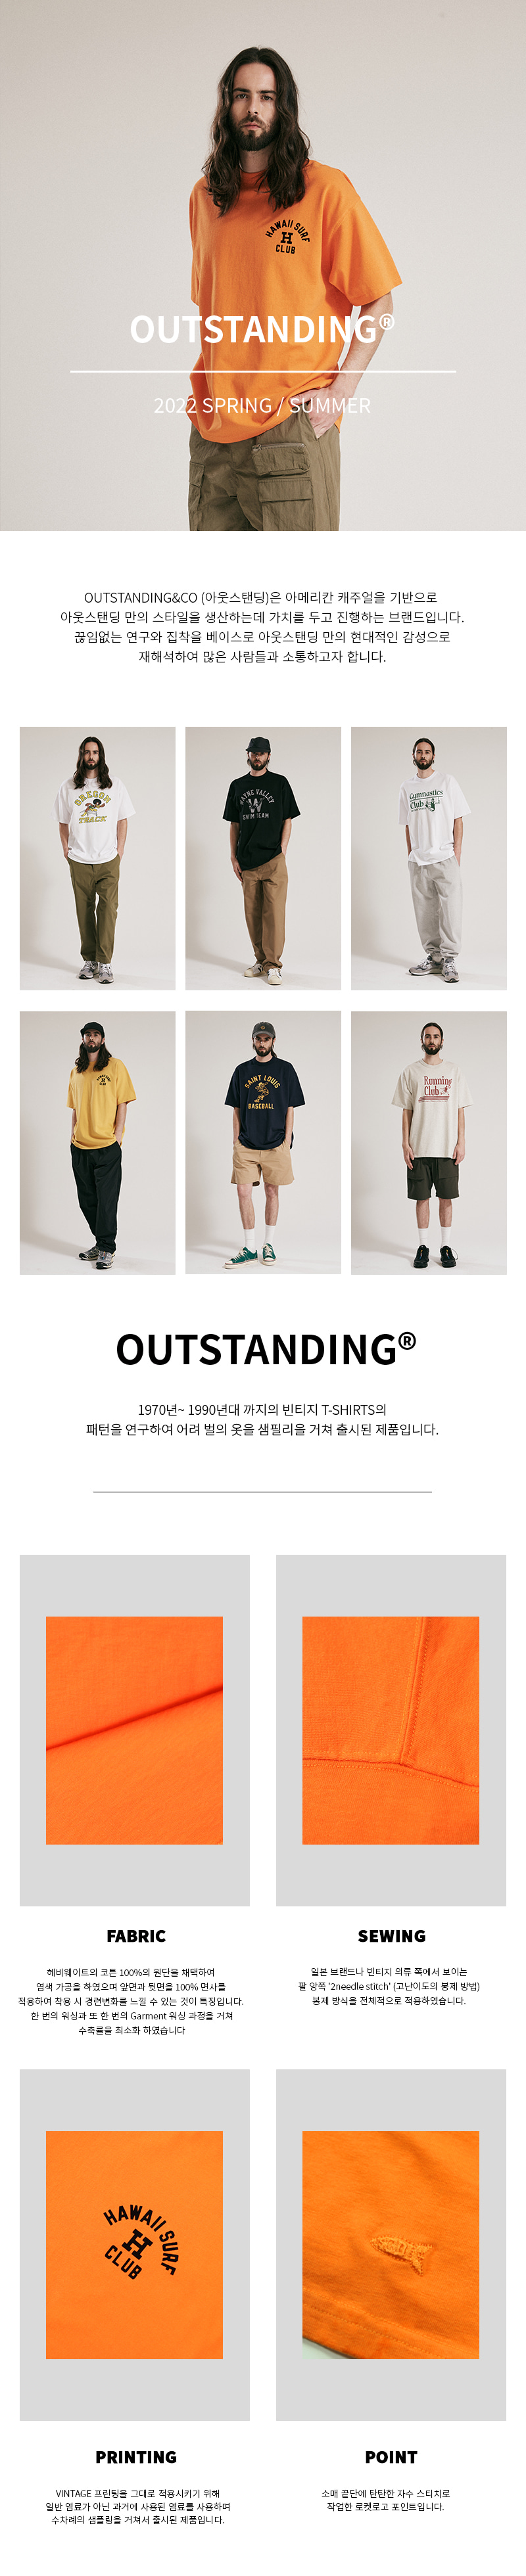 HAWAII SURF
H
CLUB
OUTSTANDING®
2022 SPRING / SUMMER
OUTSTANDING&CO (아웃스탠딩)은 아메리칸 캐주얼을 기반으로
아웃스탠딩 만의 스타일을 생산하는데 가치를 두고 진행하는 브랜드입니다.
끊임없는 연구와 집착을 베이스로 아웃스탠딩 만의 현대적인 감성으로
재해석하여 많은 사람들과 소통하고자 합니다.
OREGON
TRACK
WAYNE VALLEY
W
SWIM TEAM
Gymnastics
Club
H
SAINT LOUIS
BASEBALL
Running
Club
OUTSTANDING®
1970년~ 1990년대 까지의 빈티지 T-SHIRTS의
패턴을 연구하여 어려 벌의 옷을 샘필리을 거쳐 출시된 제품입니다.
FABRIC
헤비웨이트의 코튼 100%의 원단을 채택하여
염색 가공을 하였으며 앞면과 뒷면을 100% 면사를
적용하여 착용 시 경련변화를 느낄 수 있는 것이 특징입니다.
한 번의 워싱과 또 한 번의 Garment 워싱 과정을 거쳐
수축률을 최소화 하였습니다
SEWING
일본 브랜드나 빈티지 의류 쪽에서 보이는
팔 양쪽 '2needle stitch' (고난이도의 봉제 방법)
봉제 방식을 전체적으로 적용하였습니다.
HAWAII SURF
H
CLUB
PRINTING
VINTAGE 프린팅을 그대로 적용시키기 위해
일반 염료가 아닌 과거에 사용된 염료를 사용하며
수차례의 샘플링을 거쳐서 출시된 제품입니다.
POINT
소매 끝단에 탄탄한 자수 스티치로
작업한 로켓로고 포인트입니다.